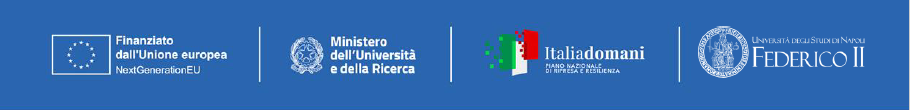 Finanziato
dall'Unione europea
NextGenerationEU
Ministero
dell'Università
e della Ricerca
Italiadomani
PIANO NAZIONALE
DI RIPRESA E RESILIENZA
UNIVERSITÀ DEGLI STUDI DI NAPOLI
FEDERICO II